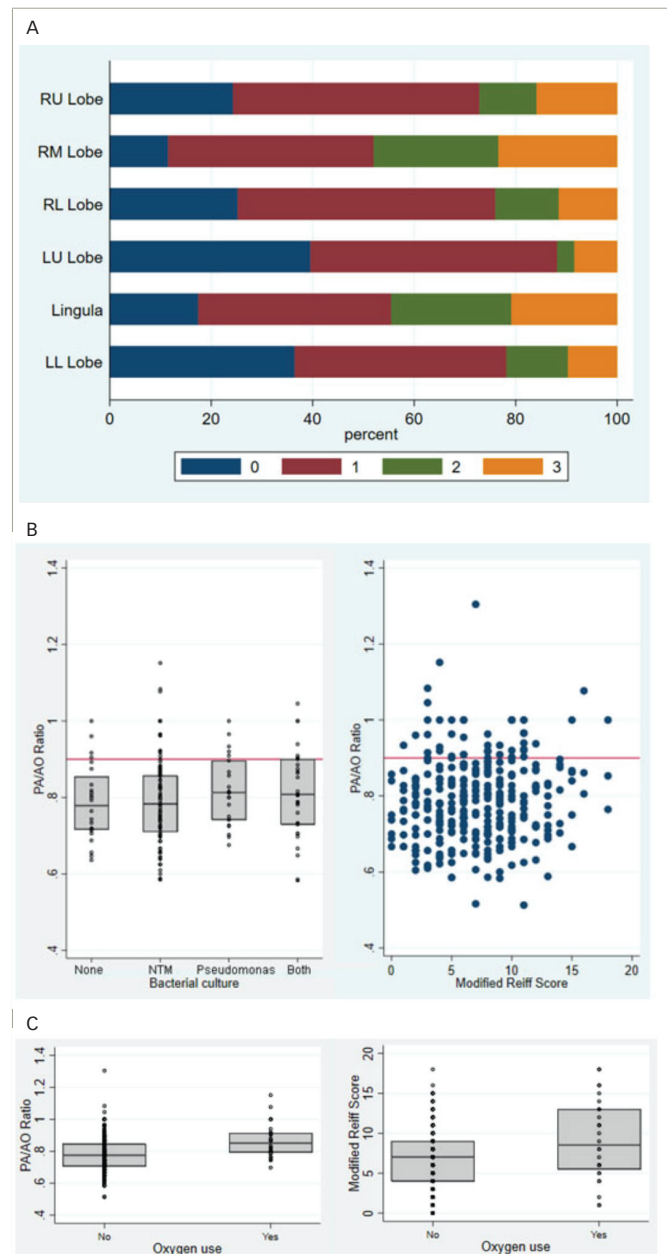 A
RU Lobe
RM Lobe
RL Lobe
LU Lobe
Lingula
LL Lobe
0 20 40 60 80 100
percent
0 1 2 3
B
PA/AO Ratio
1.4
1.2
1
.8
.6
.4
None NTM Pseudomonas Both
Bacterial culture
PA/AO Ratio
1.4
1.2
1
.8
.6
.4
0 5 10 15 20
Modified Reiff Score
C
PA/AO Ratio
1.4
1.2
1
.8
.6
.4
No Yes
Oxygen use
Modified Reiff Score
20
15
10
5
0
No Yes
Oxygen use